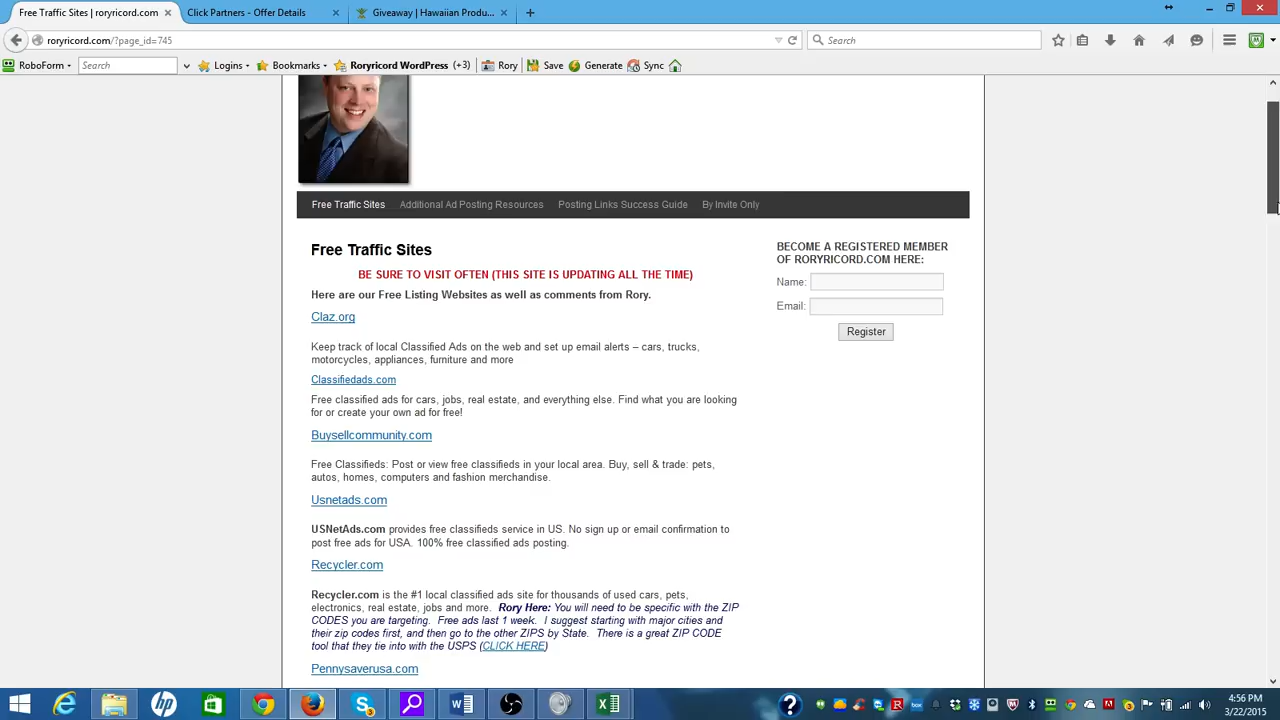 Free Traffic Sites | roryricord.com
Click Partners - Offer Details
Giveaway | Hawaiian Produ...
roryricord.com/?page_id=745
Search
RoboForm
Search
Logins
Bookmarks
Roryricord WordPress (+3)
Rory
Save
Generate
Sync
Free Traffic Sites
Additional Ad Posting Resources
Posting Links Success Guide
By Invite Only
Free Traffic Sites
BE SURE TO VISIT OFTEN (THIS SITE IS UPDATING ALL THE TIME)
Here are our Free Listing Websites as well as comments from Rory.
Claz.org
Keep track of local Classified Ads on the web and set up email alerts – cars, trucks,
motorcycles, appliances, furniture and more
Classifiedads.com
Free classified ads for cars, jobs, real estate, and everything else. Find what you are looking
for or create your own ad for free!
Buysellcommunity.com
Free Classifieds: Post or view free classifieds in your local area. Buy, sell & trade: pets,
autos, homes, computers and fashion merchandise.
Usnetads.com
USNetAds.com provides free classifieds service in US. No sign up or email confirmation to
post free ads for USA. 100% free classified ads posting.
Recycler.com
Recycler.com is the #1 local classified ads site for thousands of used cars, pets,
electronics, real estate, jobs and more. Rory Here: You will need to be specific with the ZIP
CODES you are targeting. Free ads last 1 week. I suggest starting with major cities and
their zip codes first, and then go to the other ZIPS by State. There is a great ZIP CODE
tool that they tie into with the USPS (CLICK HERE)
Pennysaverusa.com
BECOME A REGISTERED MEMBER
OF RORYRICORD.COM HERE:
Name:
Email:
Register
4:56 PM
3/22/2015